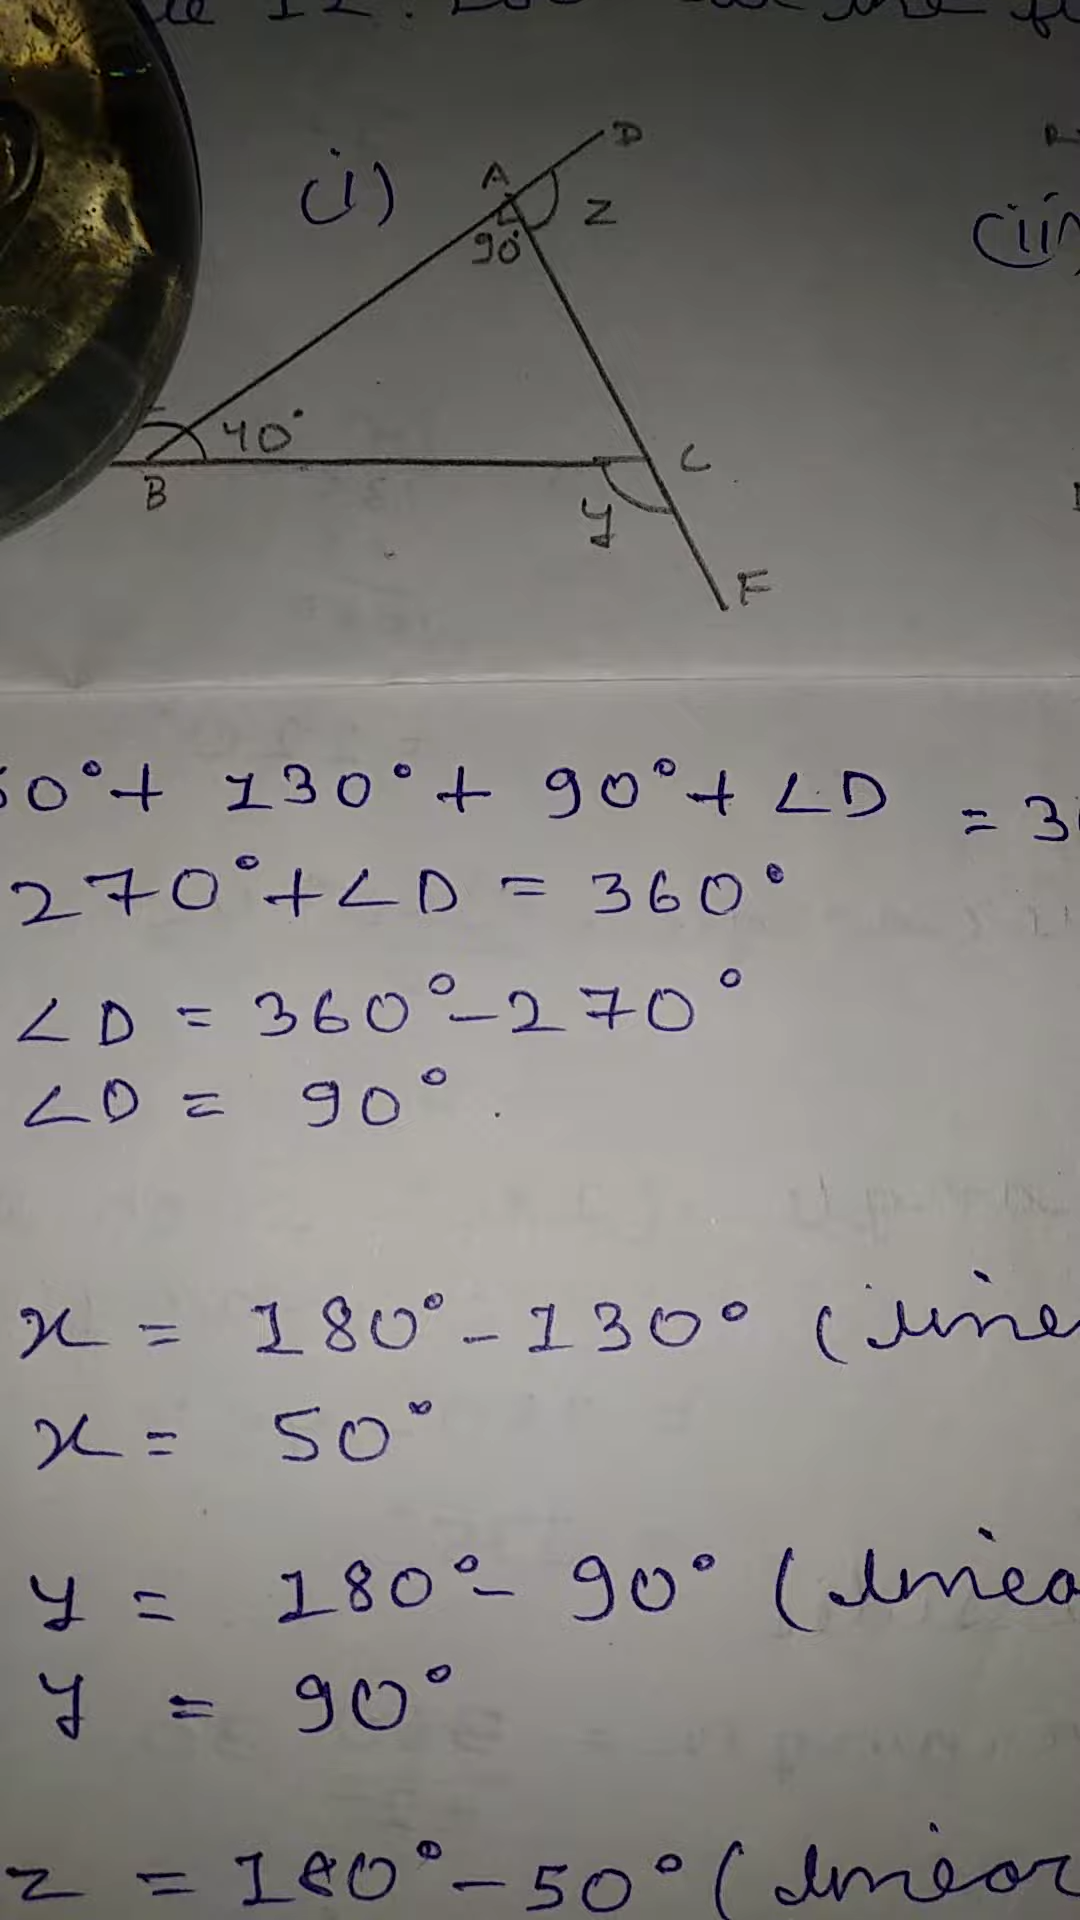 (i)
A
D
z
90°
40°
B
C
y
F
(iii)
0° + 130° + 90° + ∠D = 3
270° + ∠D = 360°
∠D = 360° - 270°
∠D = 90°.
x = 180° - 130° (
x = 50°
y = 180° - 90° (linea
y = 90°
z = 180° - 50° (linear